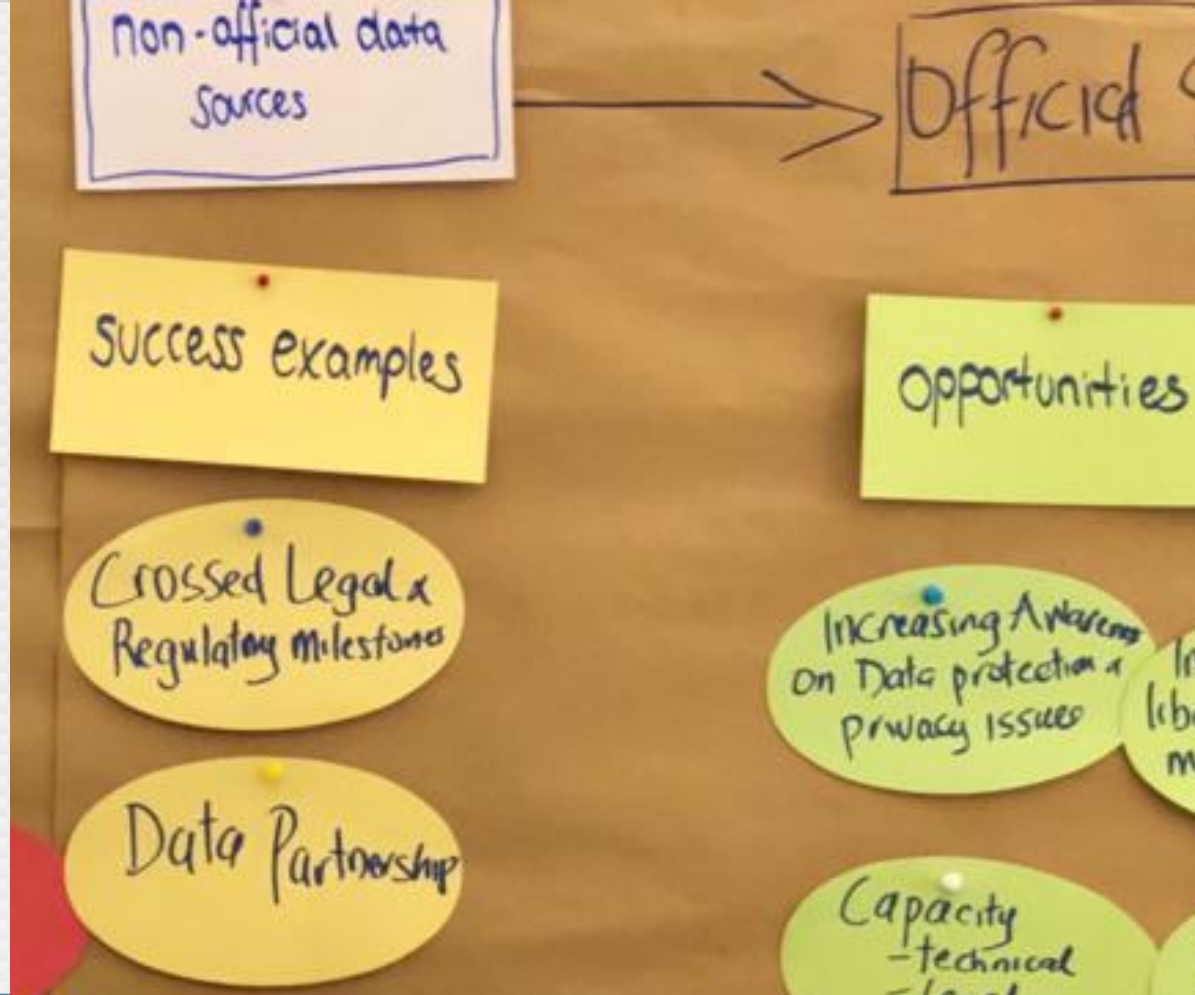 non-official data
sources
Official
success examples
opportunities
Crossed Legal &
Regulatory Milestones
Increasing Awareness
on Data protection &
privacy issues
Data Partnership
Capacity
- technical